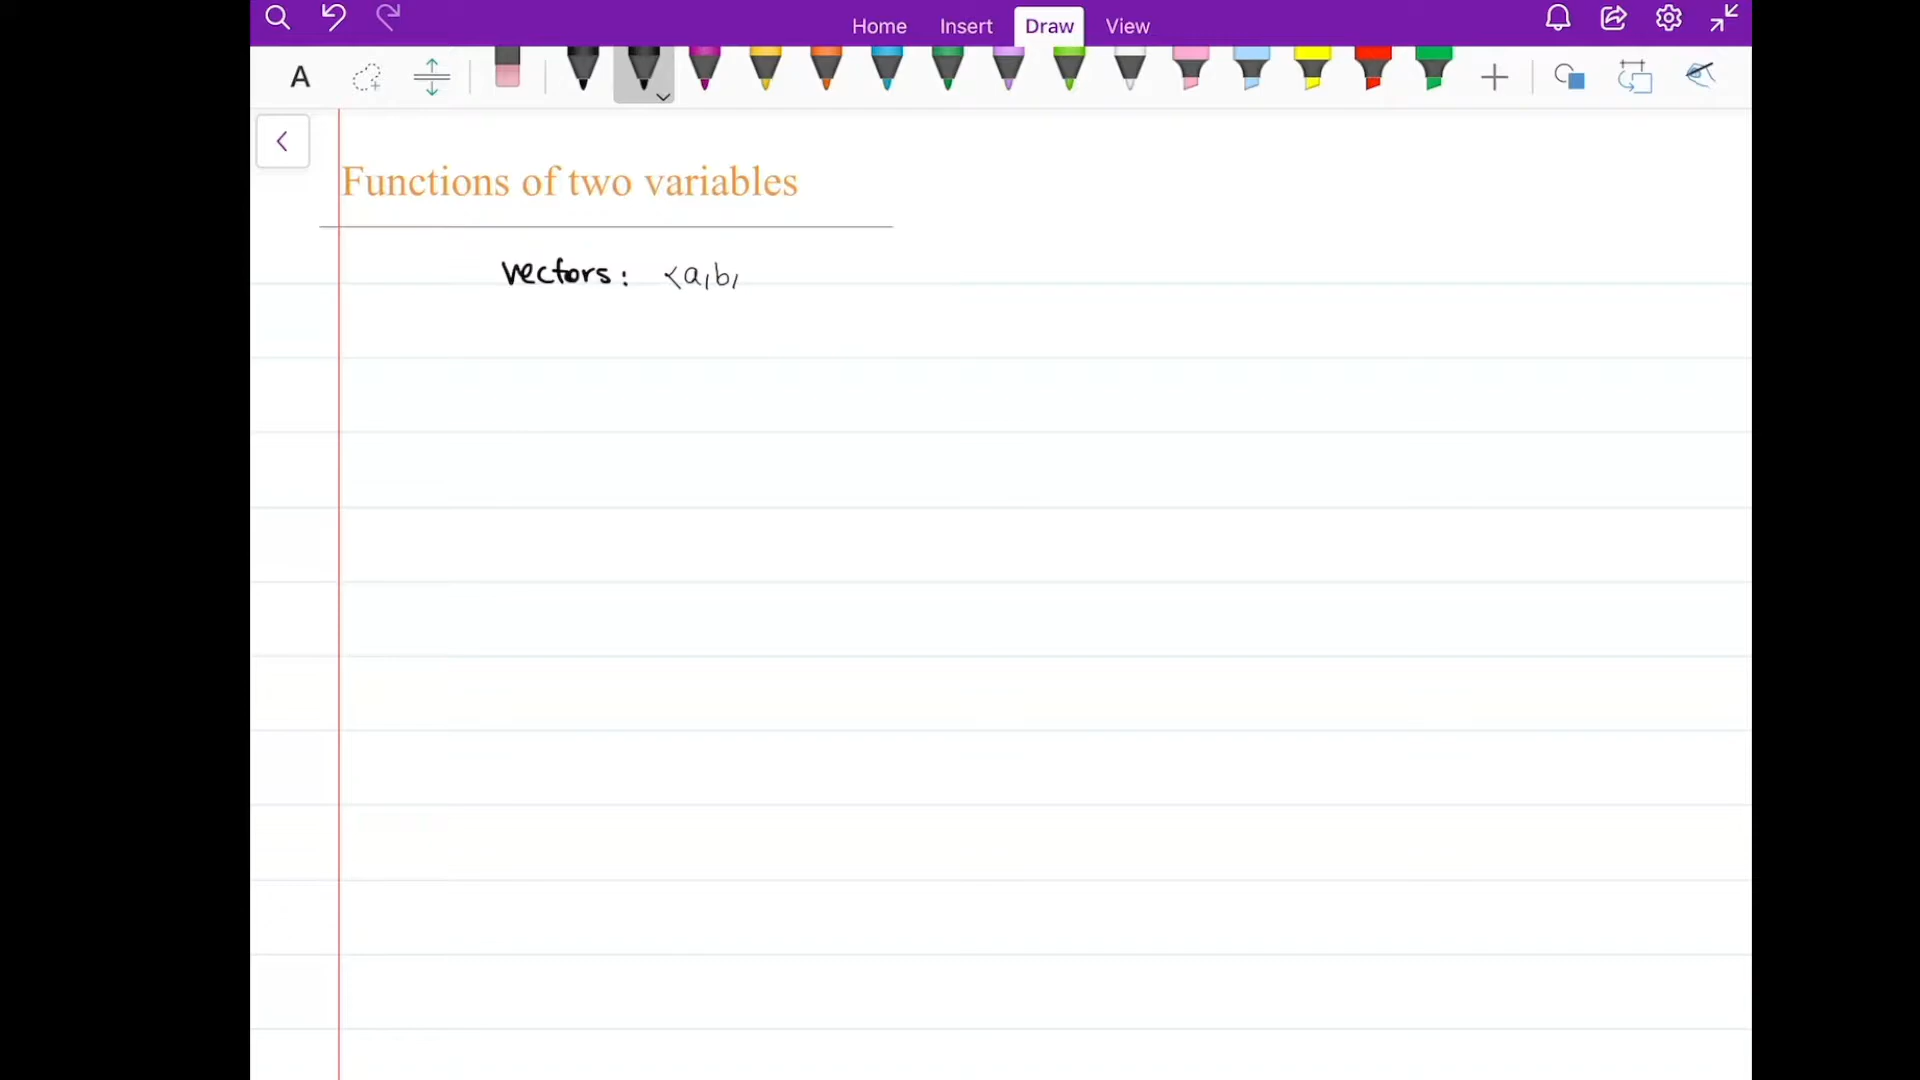 Home Insert Draw View
A
Functions of two variables
Vectors: <a,b,